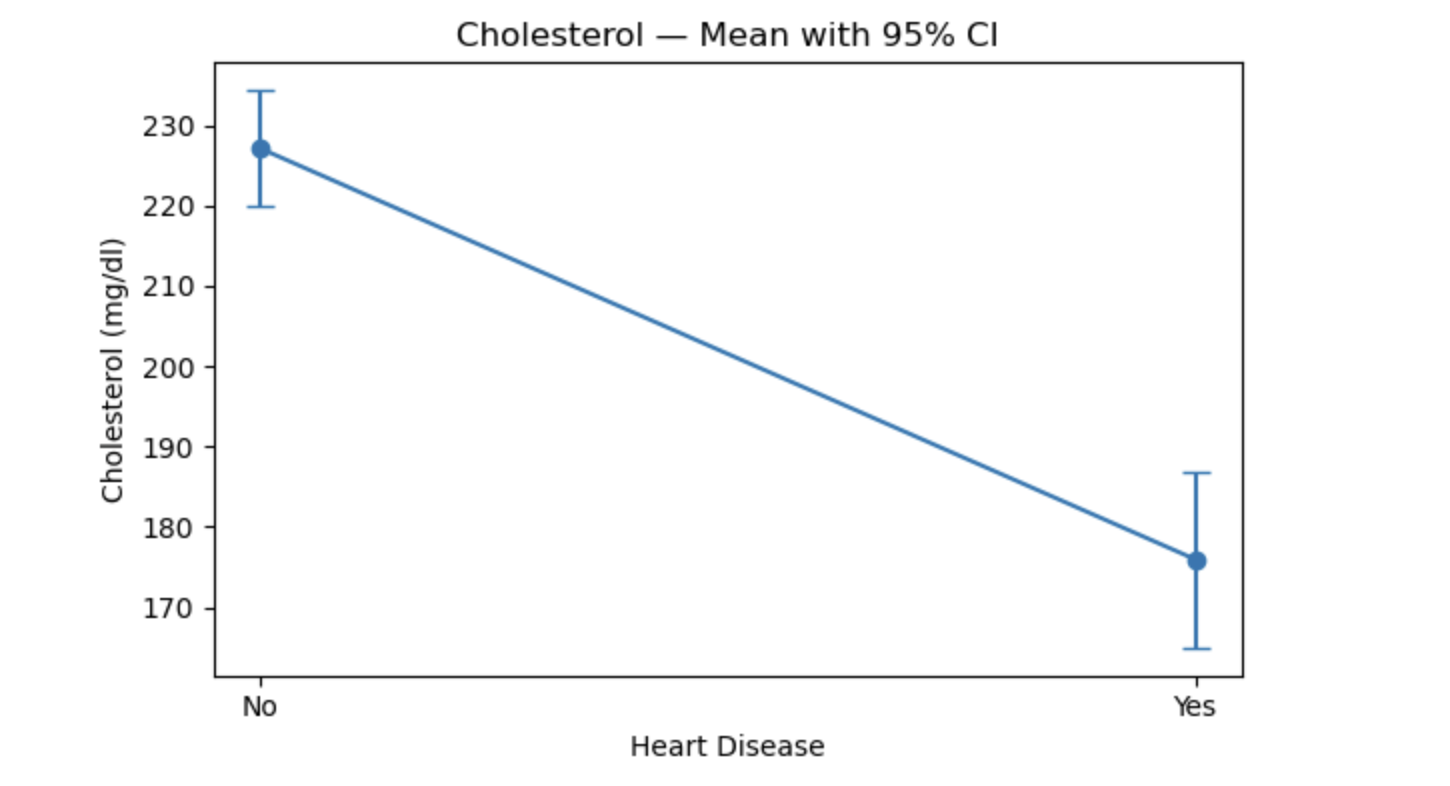 Cholesterol — Mean with 95% CI
Cholesterol (mg/dl)
230
220
210
200
190
180
170
No
Yes
Heart Disease